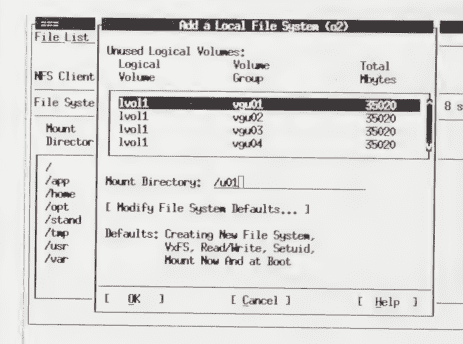 ===
Add a Local File System (o2)
File List
Unused Logical Volumes:
Logical Volume Total
Volume Group Mbytes
NFS Client
File Syste
lvol1 vgu01 35020
lvol1 vgu02 35020
lvol1 vgu03 35020
lvol1 vgu04 35020
8 s
Mount
Director
/
/app
/home
/opt
/stand
/tmp
/usr
/var
Mount Directory: /u01
[ Modify File System Defaults... ]
Defaults: Creating New File System,
VxFS, Read/Write, Setuid,
Mount Now And at Boot
[ OK ] [ Cancel ] [ Help ]